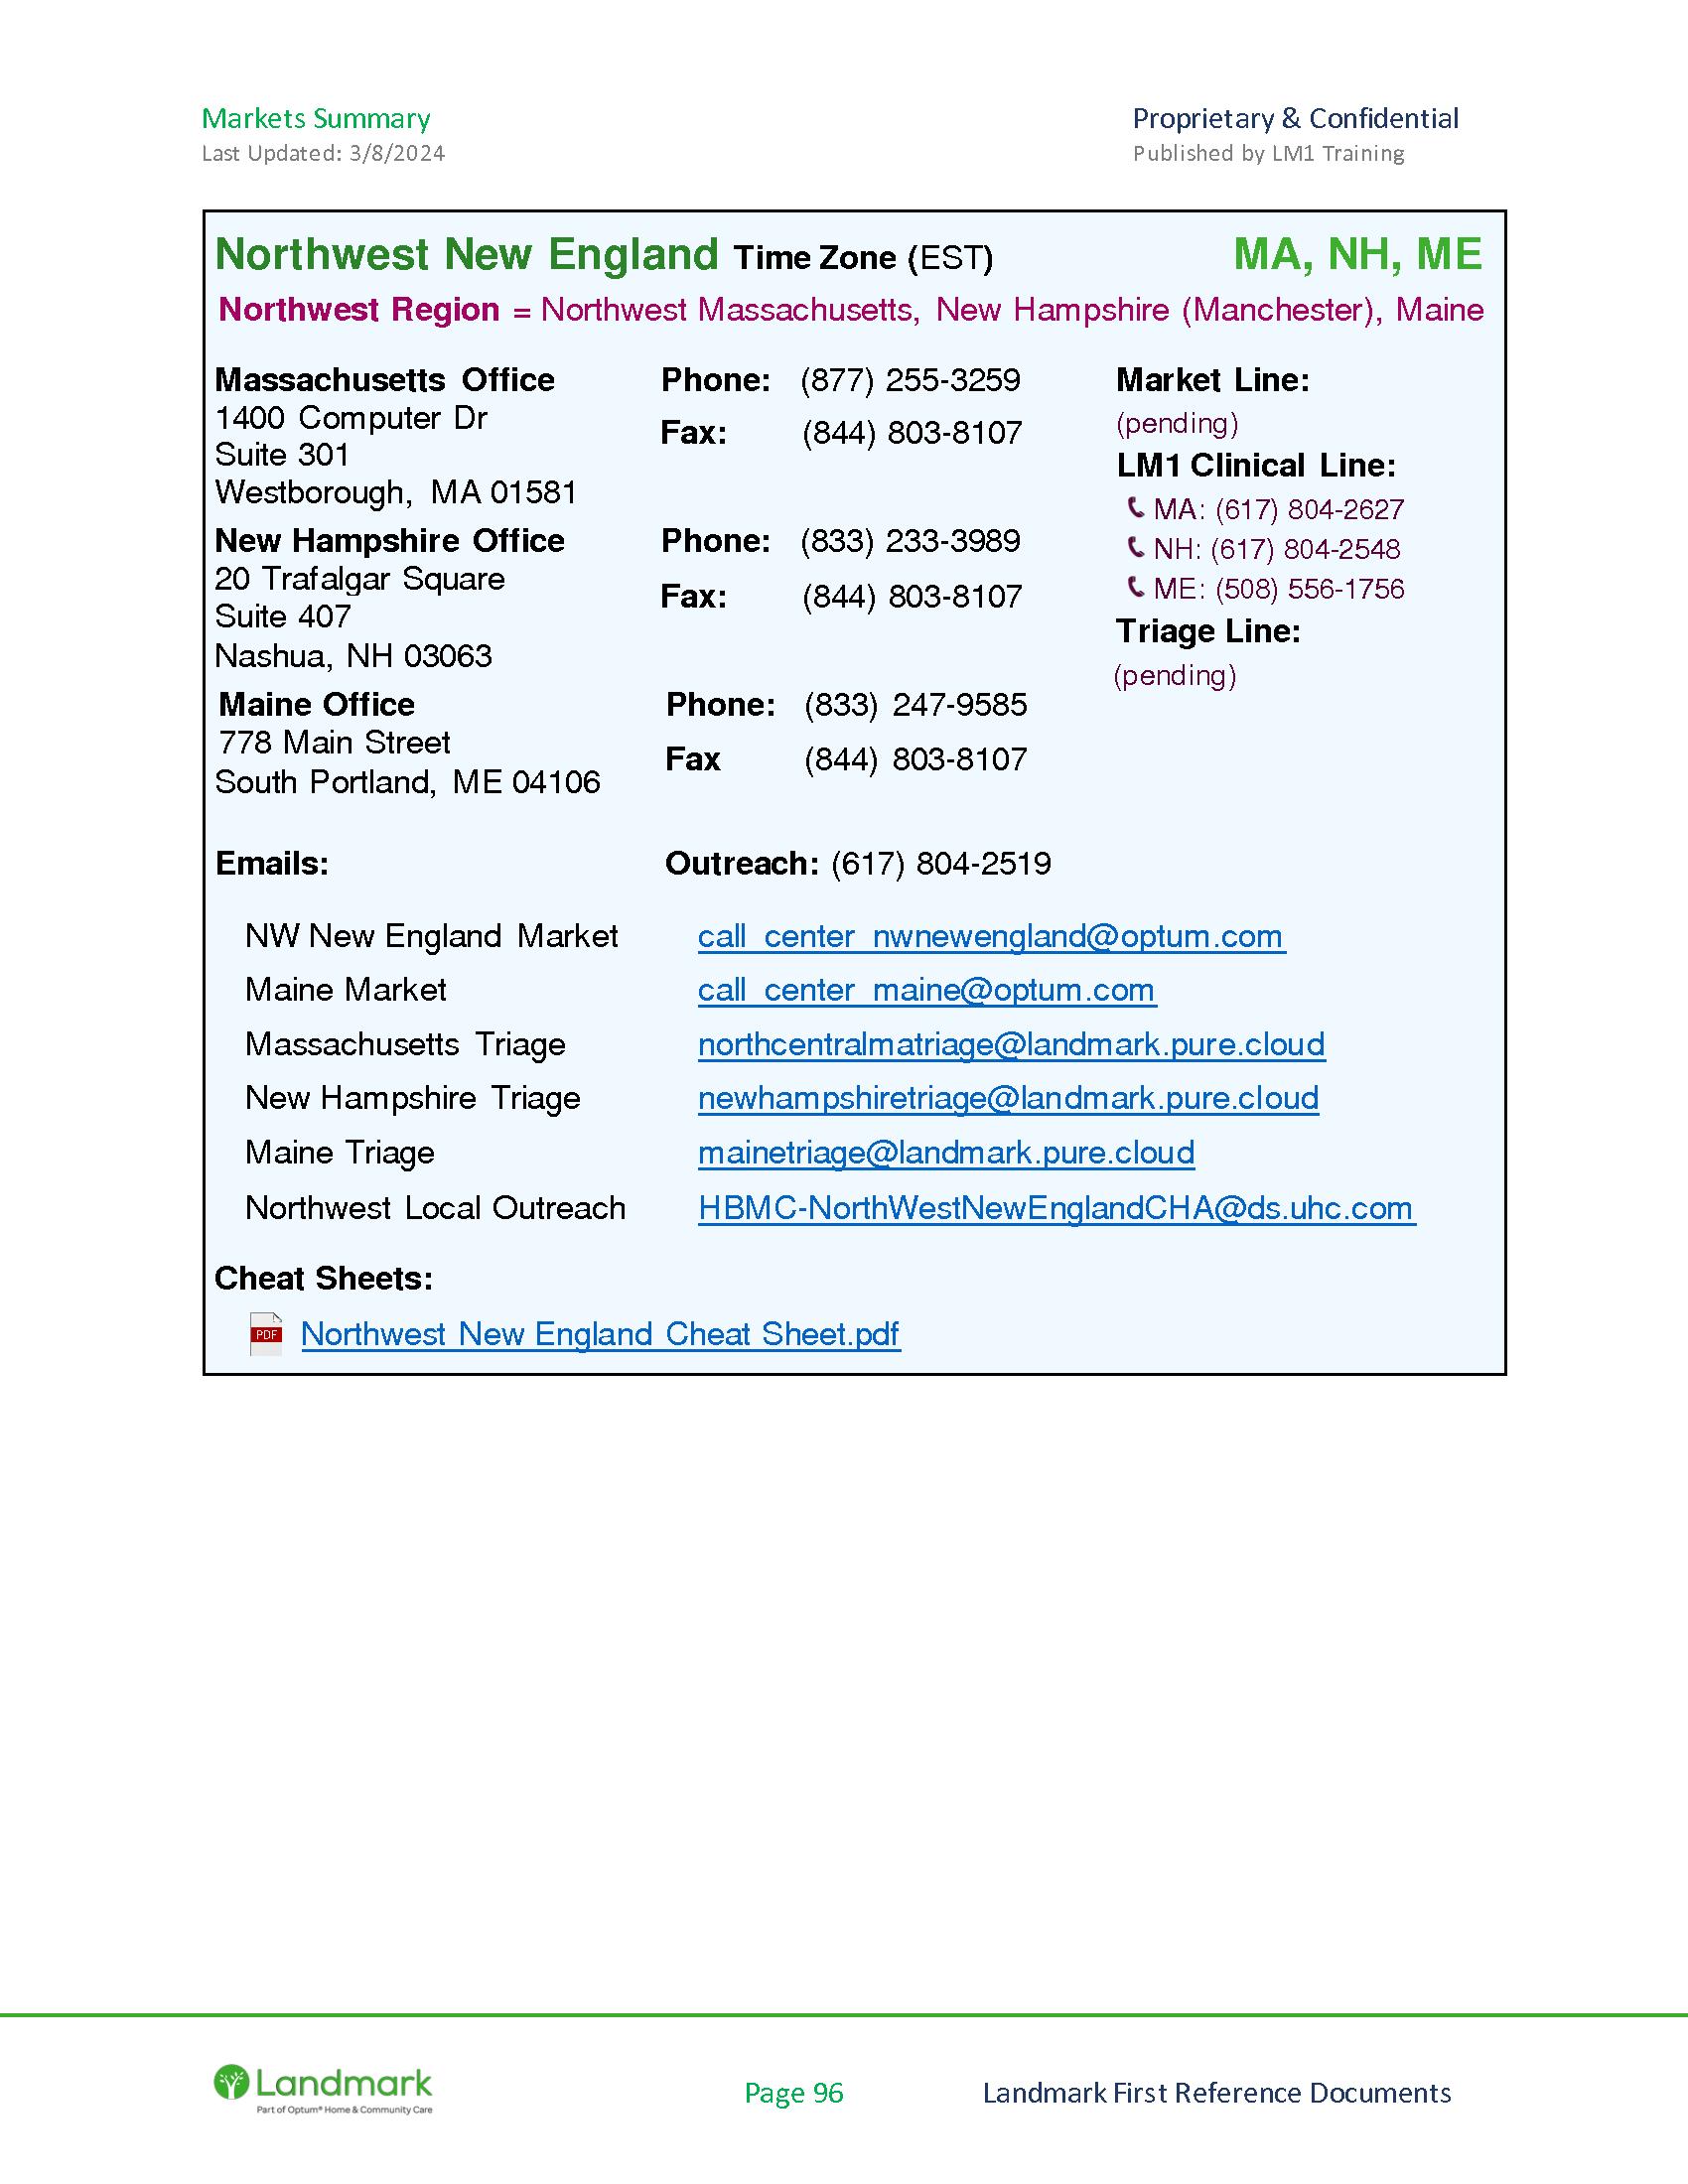 Markets Summary
Proprietary & Confidential
Last Updated: 3/8/2024
Published by LM1 Training
Northwest New England Time Zone (EST)
MA, NH, ME
Northwest Region = Northwest Massachusetts, New Hampshire (Manchester), Maine
Massachusetts Office
1400 Computer Dr
Suite 301
Westborough, MA 01581
Phone: (877) 255-3259
Fax: (844) 803-8107
New Hampshire Office
20 Trafalgar Square
Suite 407
Nashua, NH 03063
Phone: (833) 233-3989
Fax: (844) 803-8107
Maine Office
778 Main Street
South Portland, ME 04106
Phone: (833) 247-9585
Fax (844) 803-8107
Market Line:
(pending)
LM1 Clinical Line:
MA: (617) 804-2627
NH: (617) 804-2548
ME: (508) 556-1756
Triage Line:
(pending)
Emails:
Outreach: (617) 804-2519
NW New England Market call_center_nwnewengland@optum.com
Maine Market call_center_maine@optum.com
Massachusetts Triage northcentralmatriage@landmark.pure.cloud
New Hampshire Triage newhampshiretriage@landmark.pure.cloud
Maine Triage mainetriage@landmark.pure.cloud
Northwest Local Outreach HBMC-NorthWestNewEnglandCHA@ds.uhc.com
Cheat Sheets:
PDF Northwest New England Cheat Sheet.pdf
Landmark
Part of Optum® Home & Community Care
Page 96
Landmark First Reference Documents